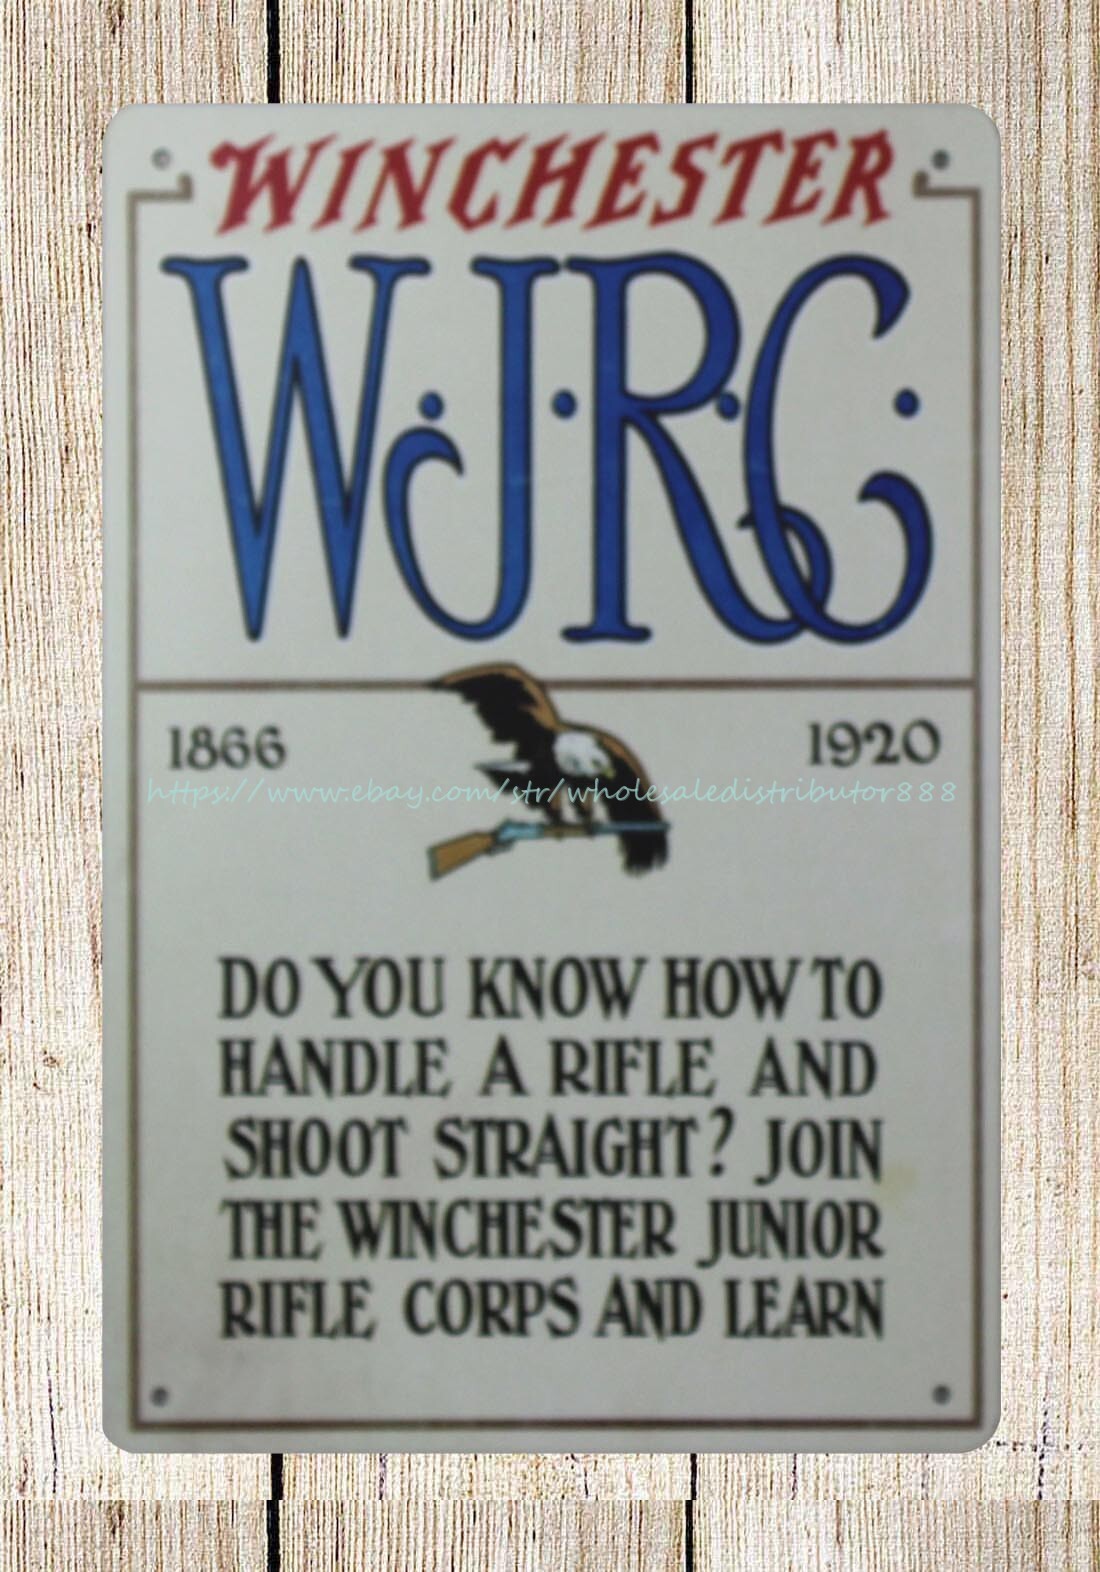 WINCHESTER
W·J·R·C·
1866 1920
https://www.ebay.com/str/wholesaledistributor888
DO YOU KNOW HOW TO
HANDLE A RIFLE AND
SHOOT STRAIGHT? JOIN
THE WINCHESTER JUNIOR
RIFLE CORPS AND LEARN